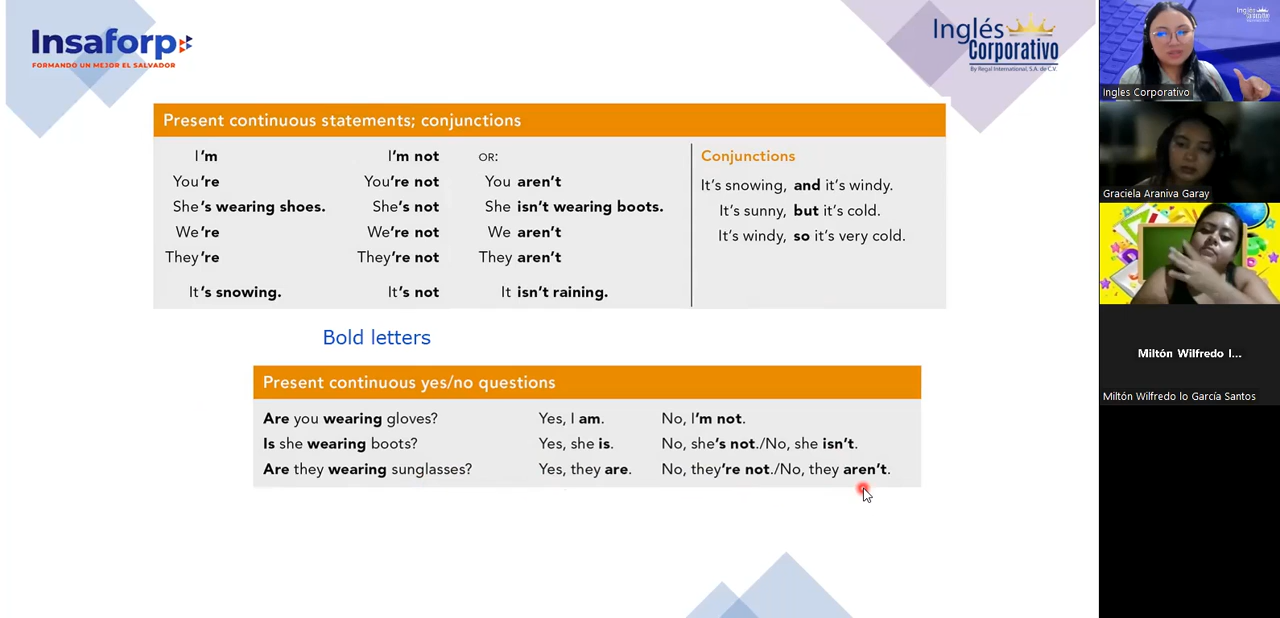 Insaforp
FORMANDO UN MEJOR EL SALVADOR
Inglés
Corporativo
By Regal International, S.A. de C.V.
Present continuous statements; conjunctions
I'm I'm not OR: Conjunctions
You're You're not You aren't It's snowing, and it's windy.
She's wearing shoes. She's not She isn't wearing boots. It's sunny, but it's cold.
We're We're not We aren't It's windy, so it's very cold.
They're They're not They aren't
It's snowing. It's not It isn't raining.
Bold letters
Present continuous yes/no questions
Are you wearing gloves? Yes, I am. No, I'm not.
Is she wearing boots? Yes, she is. No, she's not./No, she isn't.
Are they wearing sunglasses? Yes, they are. No, they're not./No, they aren't.
Ingles Corporativo
Graciela Araniva Garay
Miltón Wilfredo l...
Miltón Wilfredo lo García Santos